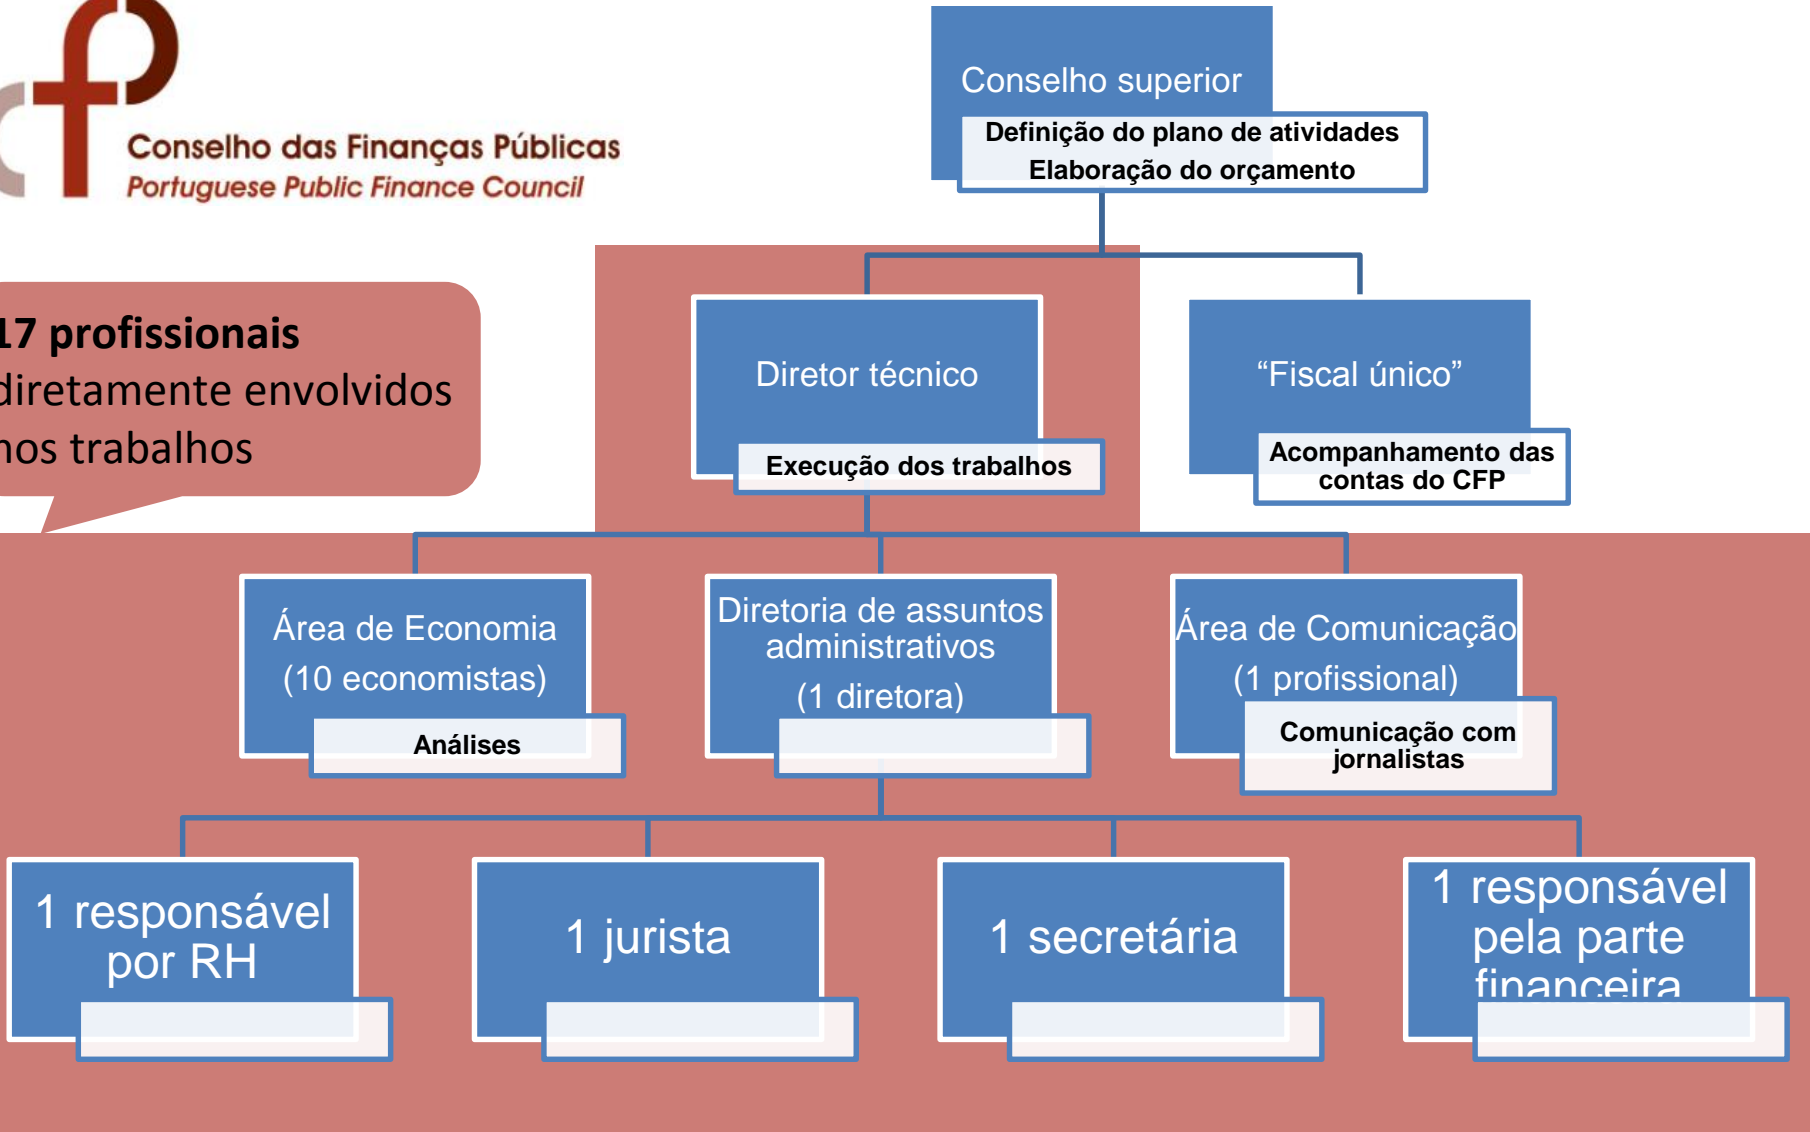 Conselho das Finanças Públicas
Portuguese Public Finance Council
Conselho superior
Definição do plano de atividades
Elaboração do orçamento
17 profissionais
diretamente envolvidos
nos trabalhos
Diretor técnico
Execução dos trabalhos
“Fiscal único”
Acompanhamento das
contas do CFP
Área de Economia
(10 economistas)
Análises
Diretoria de assuntos
administrativos
(1 diretora)
Área de Comunicação
(1 profissional)
Comunicação com
jornalistas
1 responsável
por RH
1 jurista
1 secretária
1 responsável
pela parte
financeira